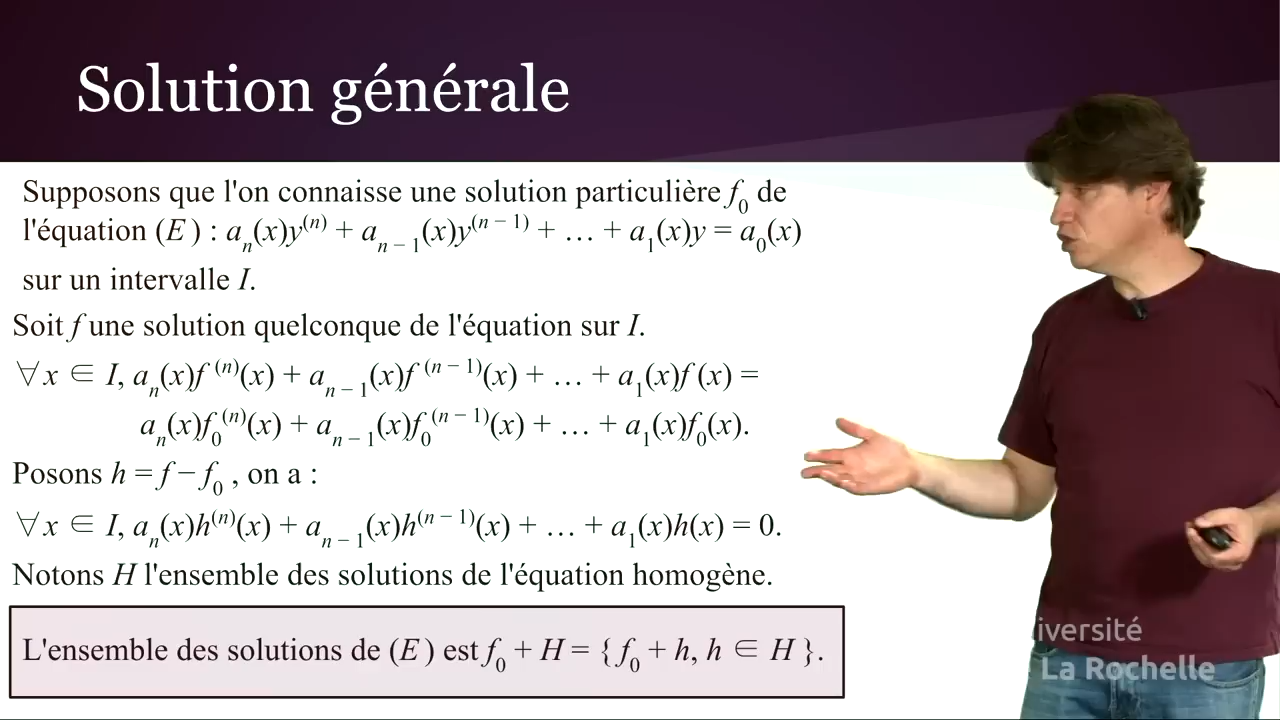 Solution générale
Supposons que l'on connaisse une solution particulière f₀ de
l'équation (E) : aₙ(x)y⁽ⁿ⁾ + aₙ₋₁(x)y⁽ⁿ⁻¹⁾ + … + a₁(x)y = a₀(x)
sur un intervalle I.
Soit f une solution quelconque de l'équation sur I.
∀x ∈ I, aₙ(x)f⁽ⁿ⁾(x) + aₙ₋₁(x)f⁽ⁿ⁻¹⁾(x) + … + a₁(x)f(x) =
aₙ(x)f₀⁽ⁿ⁾(x) + aₙ₋₁(x)f₀⁽ⁿ⁻¹⁾(x) + … + a₁(x)f₀(x).
Posons h = f − f₀ , on a :
∀x ∈ I, aₙ(x)h⁽ⁿ⁾(x) + aₙ₋₁(x)h⁽ⁿ⁻¹⁾(x) + … + a₁(x)h(x) = 0.
Notons H l'ensemble des solutions de l'équation homogène.
L'ensemble des solutions de (E) est f₀ + H = { f₀ + h, h ∈ H }.
iversité
La Rochelle